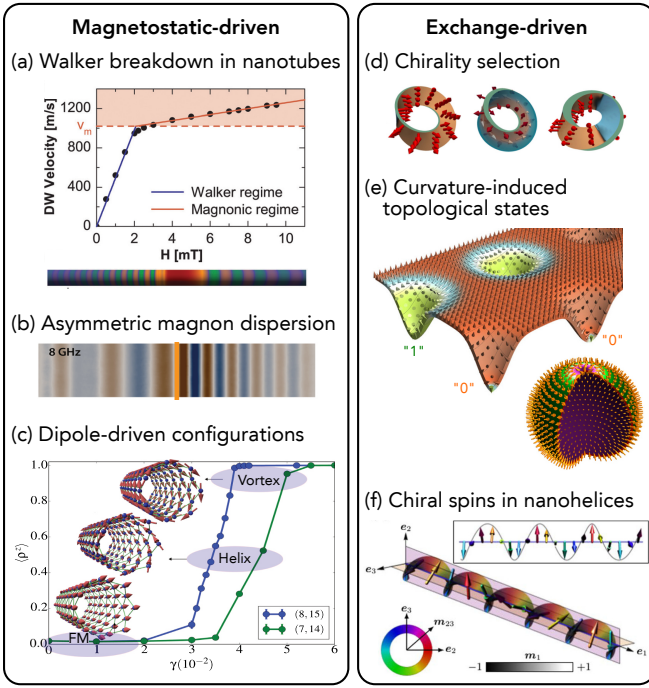 Magnetostatic-driven
(a) Walker breakdown in nanotubes
1200
v_m
800
400
0
DW Velocity [m/s]
Walker regime
Magnonic regime
0 2 4 6 8 10
H [mT]
(b) Asymmetric magnon dispersion
8 GHz
(c) Dipole-driven configurations
1.0
0.8
0.6
0.4
0.2
0.0
⟨ρ^z⟩
Vortex
Helix
FM
(8,15)
(7,14)
0 1 2 3 4 5 6
γ(10⁻²)
Exchange-driven
(d) Chirality selection
(e) Curvature-induced
topological states
"1"
"0"
"0"
(f) Chiral spins in nanohelices
e₂
e₃
e₁
e₃
m₂₃
e₂
m₁
−1 +1